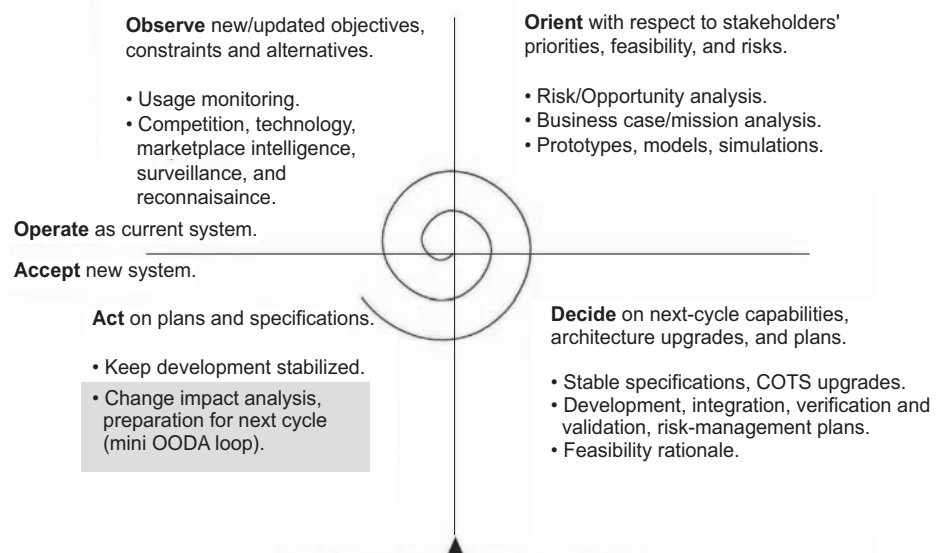 Observe new/updated objectives,
constraints and alternatives.
• Usage monitoring.
• Competition, technology,
marketplace intelligence,
surveillance, and
reconnaisaince.
Orient with respect to stakeholders'
priorities, feasibility, and risks.
• Risk/Opportunity analysis.
• Business case/mission analysis.
• Prototypes, models, simulations.
Operate as current system.
Accept new system.
Act on plans and specifications.
• Keep development stabilized.
• Change impact analysis,
preparation for next cycle
(mini OODA loop).
Decide on next-cycle capabilities,
architecture upgrades, and plans.
• Stable specifications, COTS upgrades.
• Development, integration, verification and
validation, risk-management plans.
• Feasibility rationale.